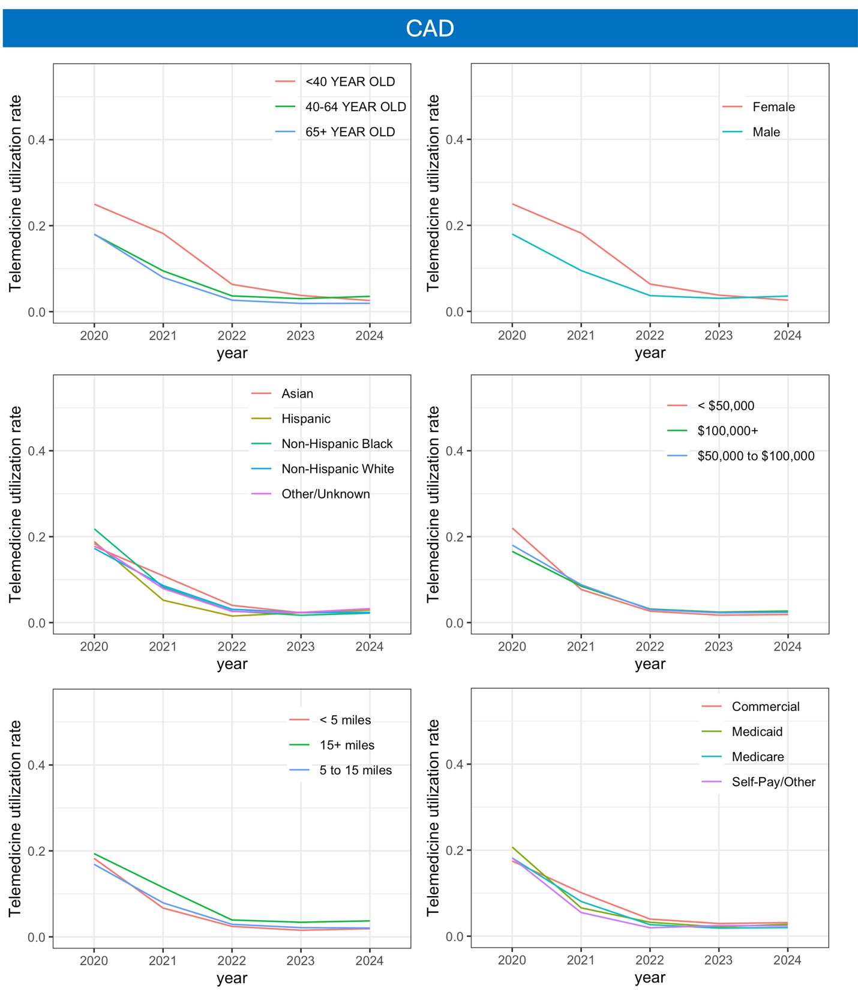 CAD
Telemedicine utilization rate
0.4
0.2
0.0
<40 YEAR OLD
40-64 YEAR OLD
65+ YEAR OLD
2020 2021 2022 2023 2024
year
Telemedicine utilization rate
0.4
0.2
0.0
Female
Male
2020 2021 2022 2023 2024
year
Telemedicine utilization rate
0.4
0.2
0.0
Asian
Hispanic
Non-Hispanic Black
Non-Hispanic White
Other/Unknown
2020 2021 2022 2023 2024
year
Telemedicine utilization rate
0.4
0.2
0.0
< $50,000
$100,000+
$50,000 to $100,000
2020 2021 2022 2023 2024
year
Telemedicine utilization rate
0.4
0.2
0.0
< 5 miles
15+ miles
5 to 15 miles
2020 2021 2022 2023 2024
year
Telemedicine utilization rate
0.4
0.2
0.0
Commercial
Medicaid
Medicare
Self-Pay/Other
2020 2021 2022 2023 2024
year